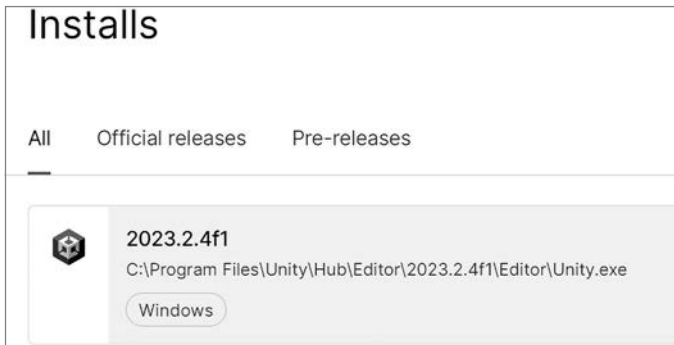 Installs
All Official releases Pre-releases
2023.2.4f1
C:\Program Files\Unity\Hub\Editor\2023.2.4f1\Editor\Unity.exe
Windows